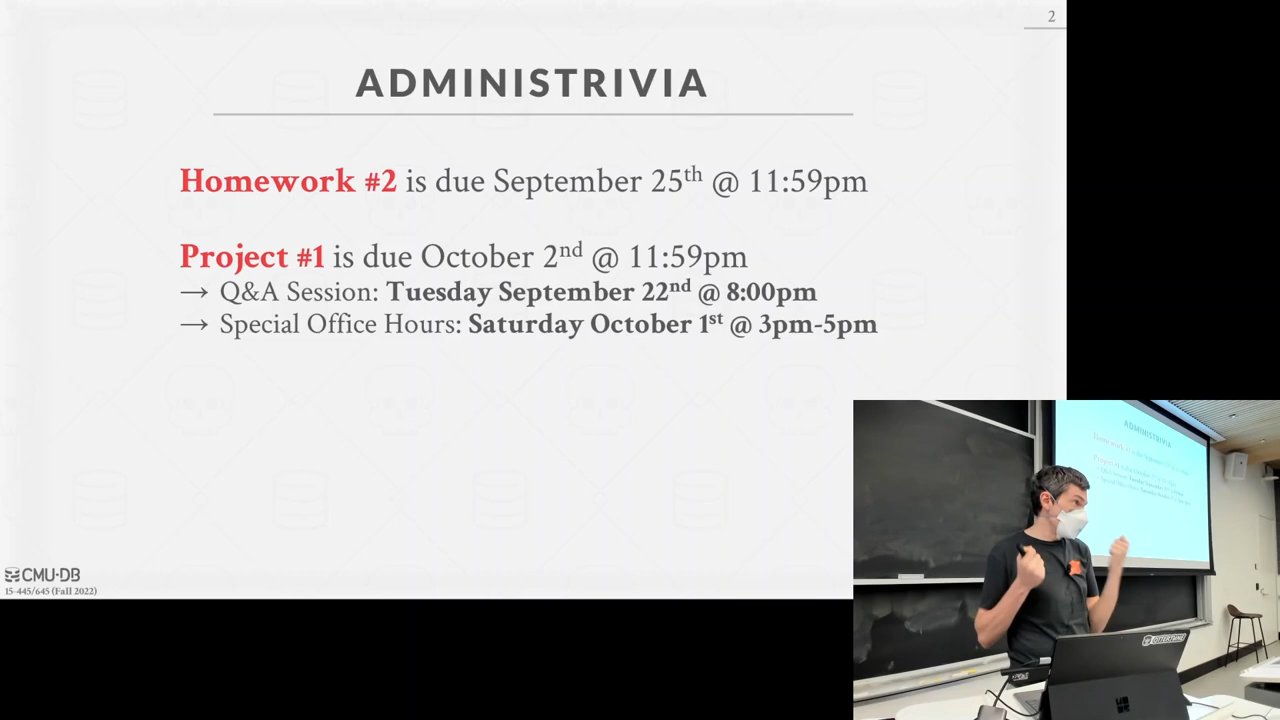 2
ADMINISTRIVIA
Homework #2 is due September 25th @ 11:59pm
Project #1 is due October 2nd @ 11:59pm
→ Q&A Session: Tuesday September 22nd @ 8:00pm
→ Special Office Hours: Saturday October 1st @ 3pm-5pm
CMU·DB
15-445/645 (Fall 2022)
ADMINISTRIVIA